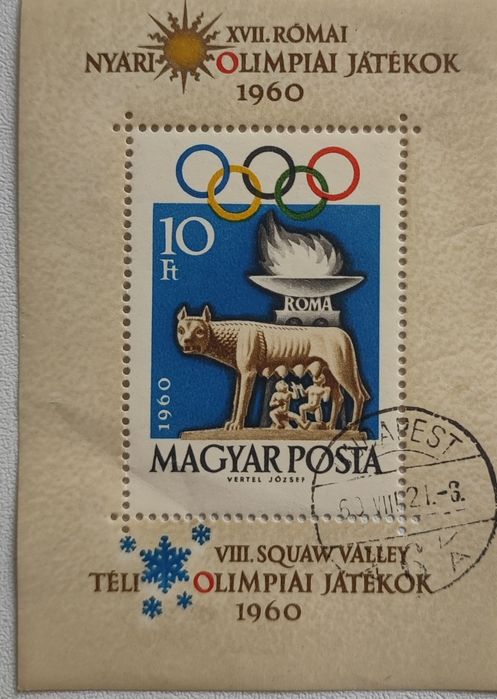 XVII. RÓMAI
NYÁRI OLIMPIAI JÁTÉKOK
1960
10
Ft
ROMA
1960
MAGYAR POSTA
VERTEL JÓZSEF
BUDAPEST
VIII. SQUAW VALLEY
TÉLI OLIMPIAI JÁTÉKOK
1960